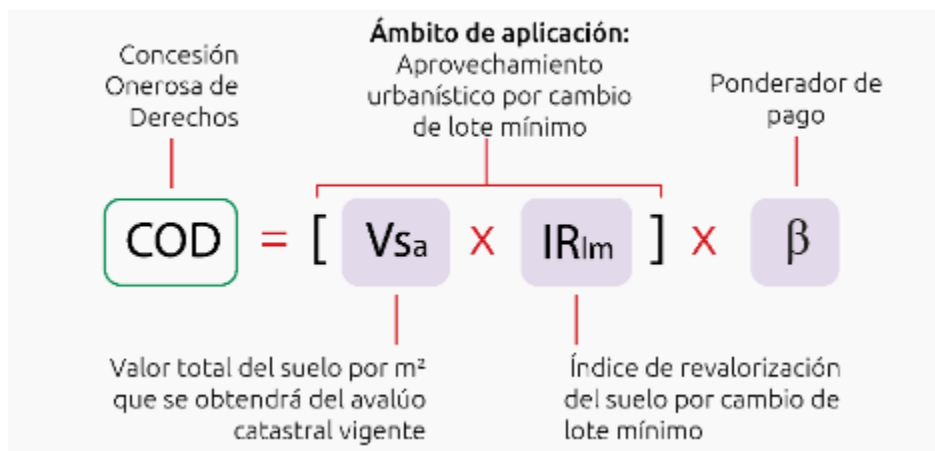 Concesión
Onerosa de
Derechos
Ámbito de aplicación:
Aprovechamiento
urbanístico por cambio
de lote mínimo
Ponderador de
pago
COD = [ Vsa x IRlm ] x β
Valor total del suelo por m²
que se obtendrá del avalúo
catastral vigente
Índice de revalorización
del suelo por cambio de
lote mínimo